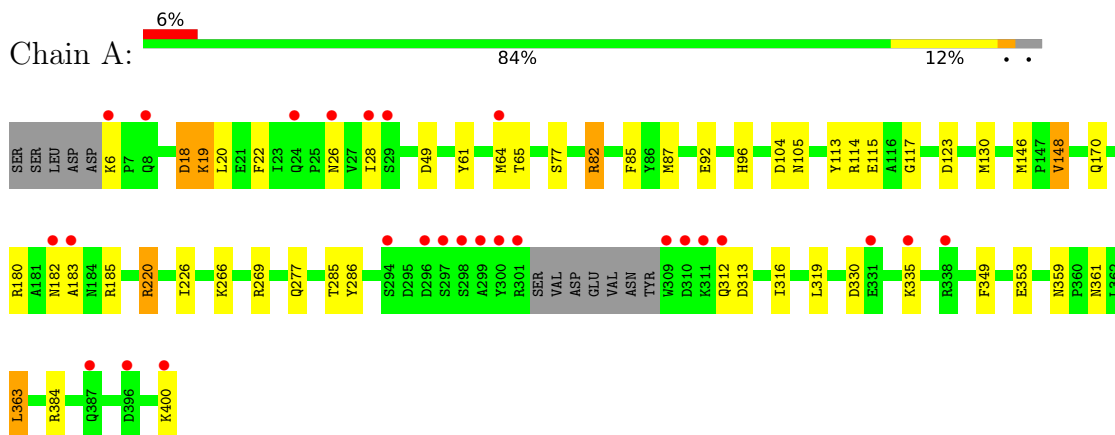 6%
Chain A:
84% 12% • •
SER SER LEU ASP ASP K6 P7 Q8 D18 K19 L20 E21 F22 I23 Q24 P25 N26 V27 I28 S29 D49 Y61 M64 T65 S77 R82 F85 Y86 M87 E92 H96 D104 N105 Y113 R114 E115 A116 G117 D123 M130 M146 P147 V148 Q170
R180 A181 N182 A183 N184 R185 R220 I226 K266 R269 Q277 T285 Y286 S294 D295 D296 S297 S298 A299 Y300 R301 SER VAL ASP GLU VAL ASN TYR W309 D310 K311 Q312 D313 I316 L319 D330 E331 K335 R338 F349 E353 N359 P360 N361 L362
L363 R384 Q387 D396 K400